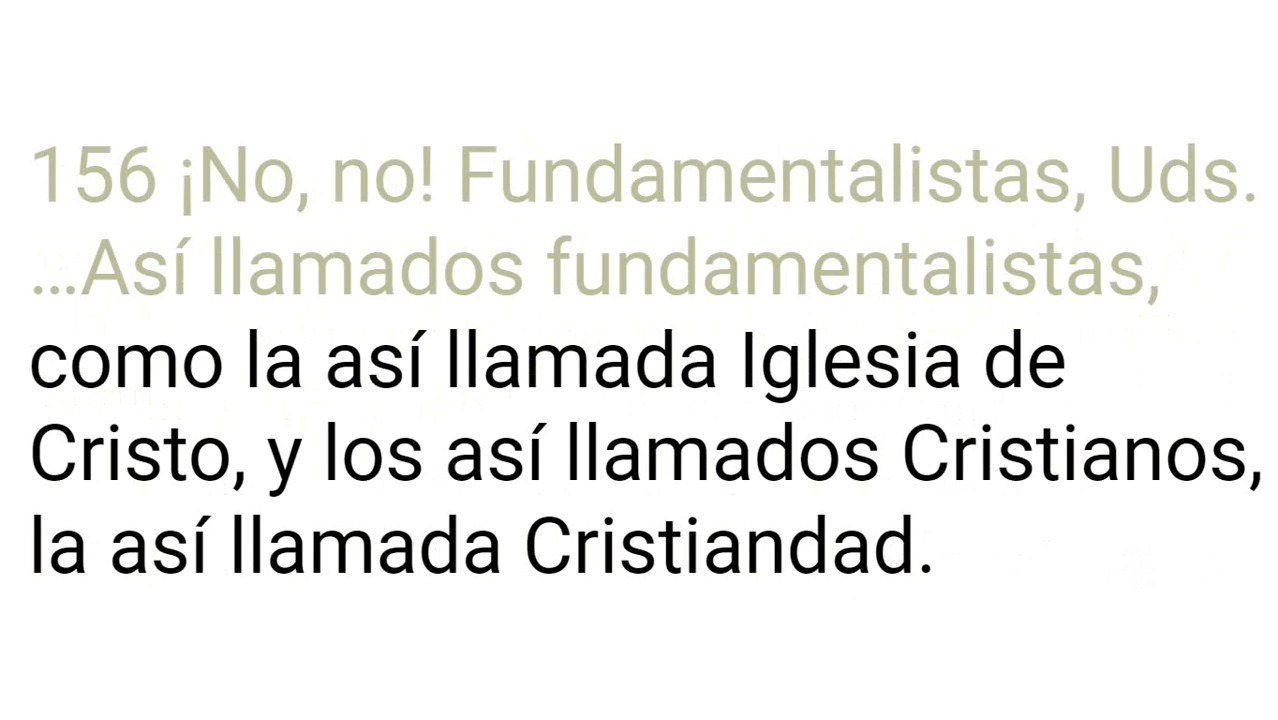 156 ¡No, no! Fundamentalistas, Uds.
...Así llamados fundamentalistas,
como la así llamada Iglesia de
Cristo, y los así llamados Cristianos,
la así llamada Cristiandad.